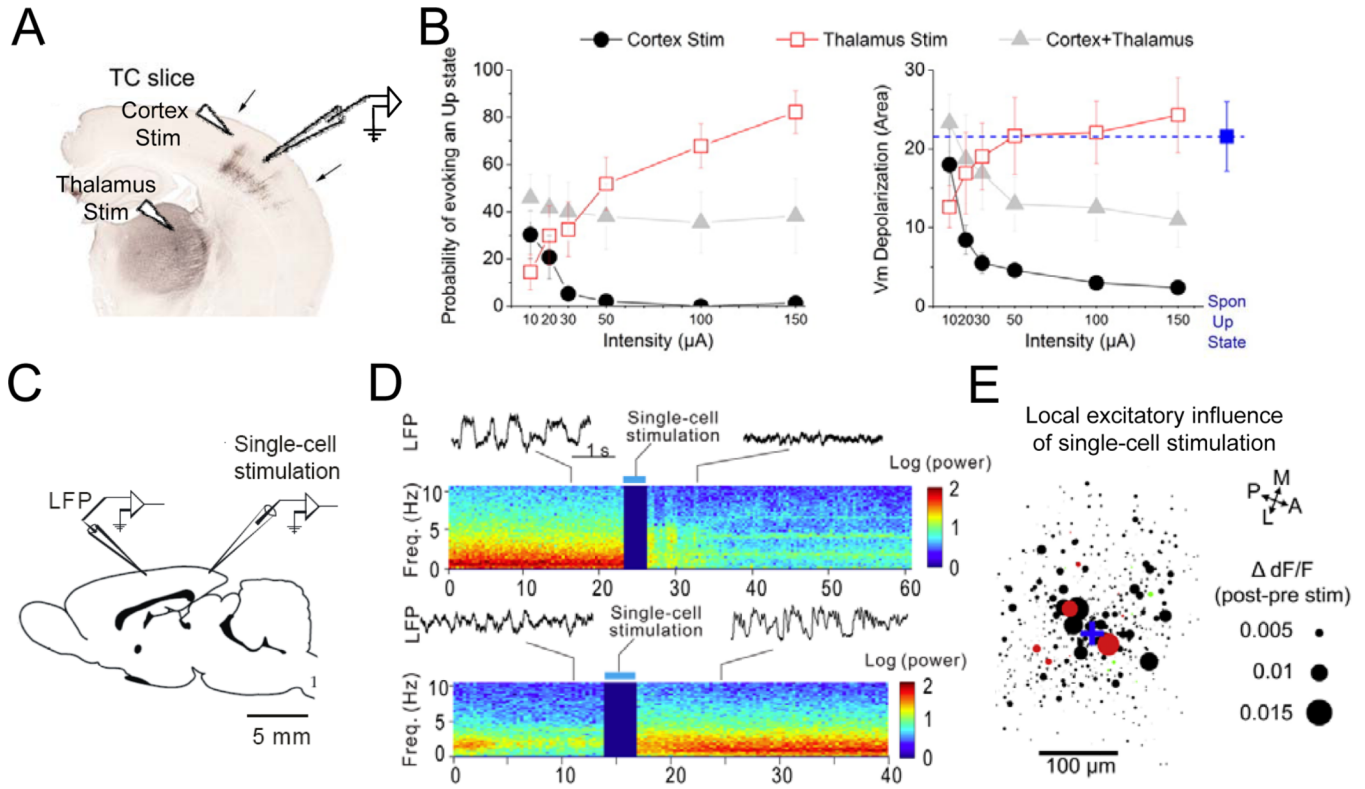 A
TC slice
Cortex
Stim
Thalamus
Stim
B
Cortex Stim
Thalamus Stim
Cortex+Thalamus
Probability of evoking an Up state
100
80
60
40
20
0
10 20 30 50 100 150
Intensity (µA)
Vm Depolarization (Area)
30
20
10
0
10 20 30 50 100 150
Intensity (µA)
Spon
Up
State
C
Single-cell
stimulation
LFP
1
5 mm
D
LFP
1 s
Single-cell
stimulation
Log (power)
Freq. (Hz)
10
5
0
2
1
0
0 10 20 30 40 50 60
LFP
Single-cell
stimulation
Log (power)
Freq. (Hz)
10
5
0
2
1
0
0 10 20 30 40
E
Local excitatory influence
of single-cell stimulation
M
P
A
L
Δ dF/F
(post-pre stim)
0.005
0.01
0.015
100 µm